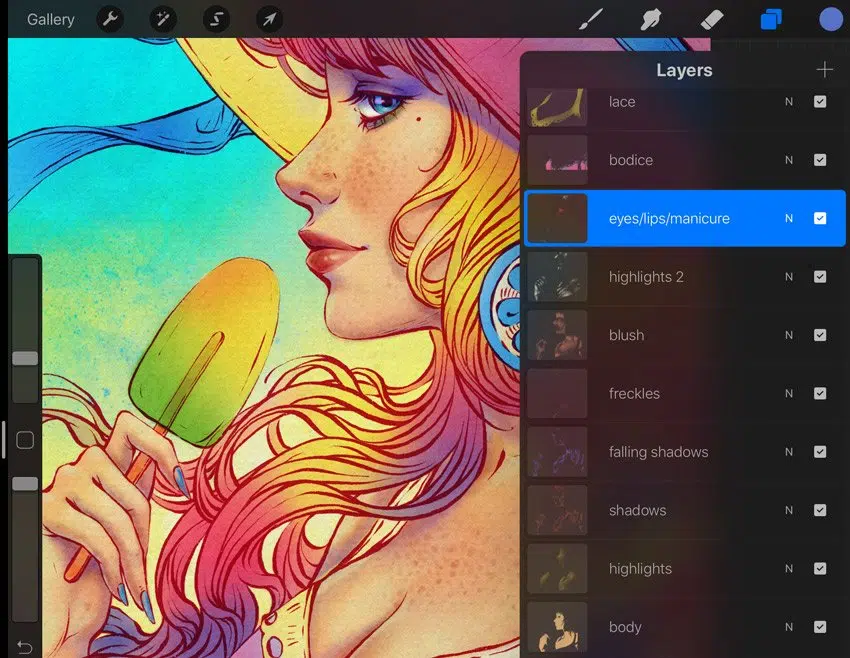 Gallery
Layers
lace N
bodice N
eyes/lips/manicure N
highlights 2 N
blush N
freckles N
falling shadows N
shadows N
highlights N
body N